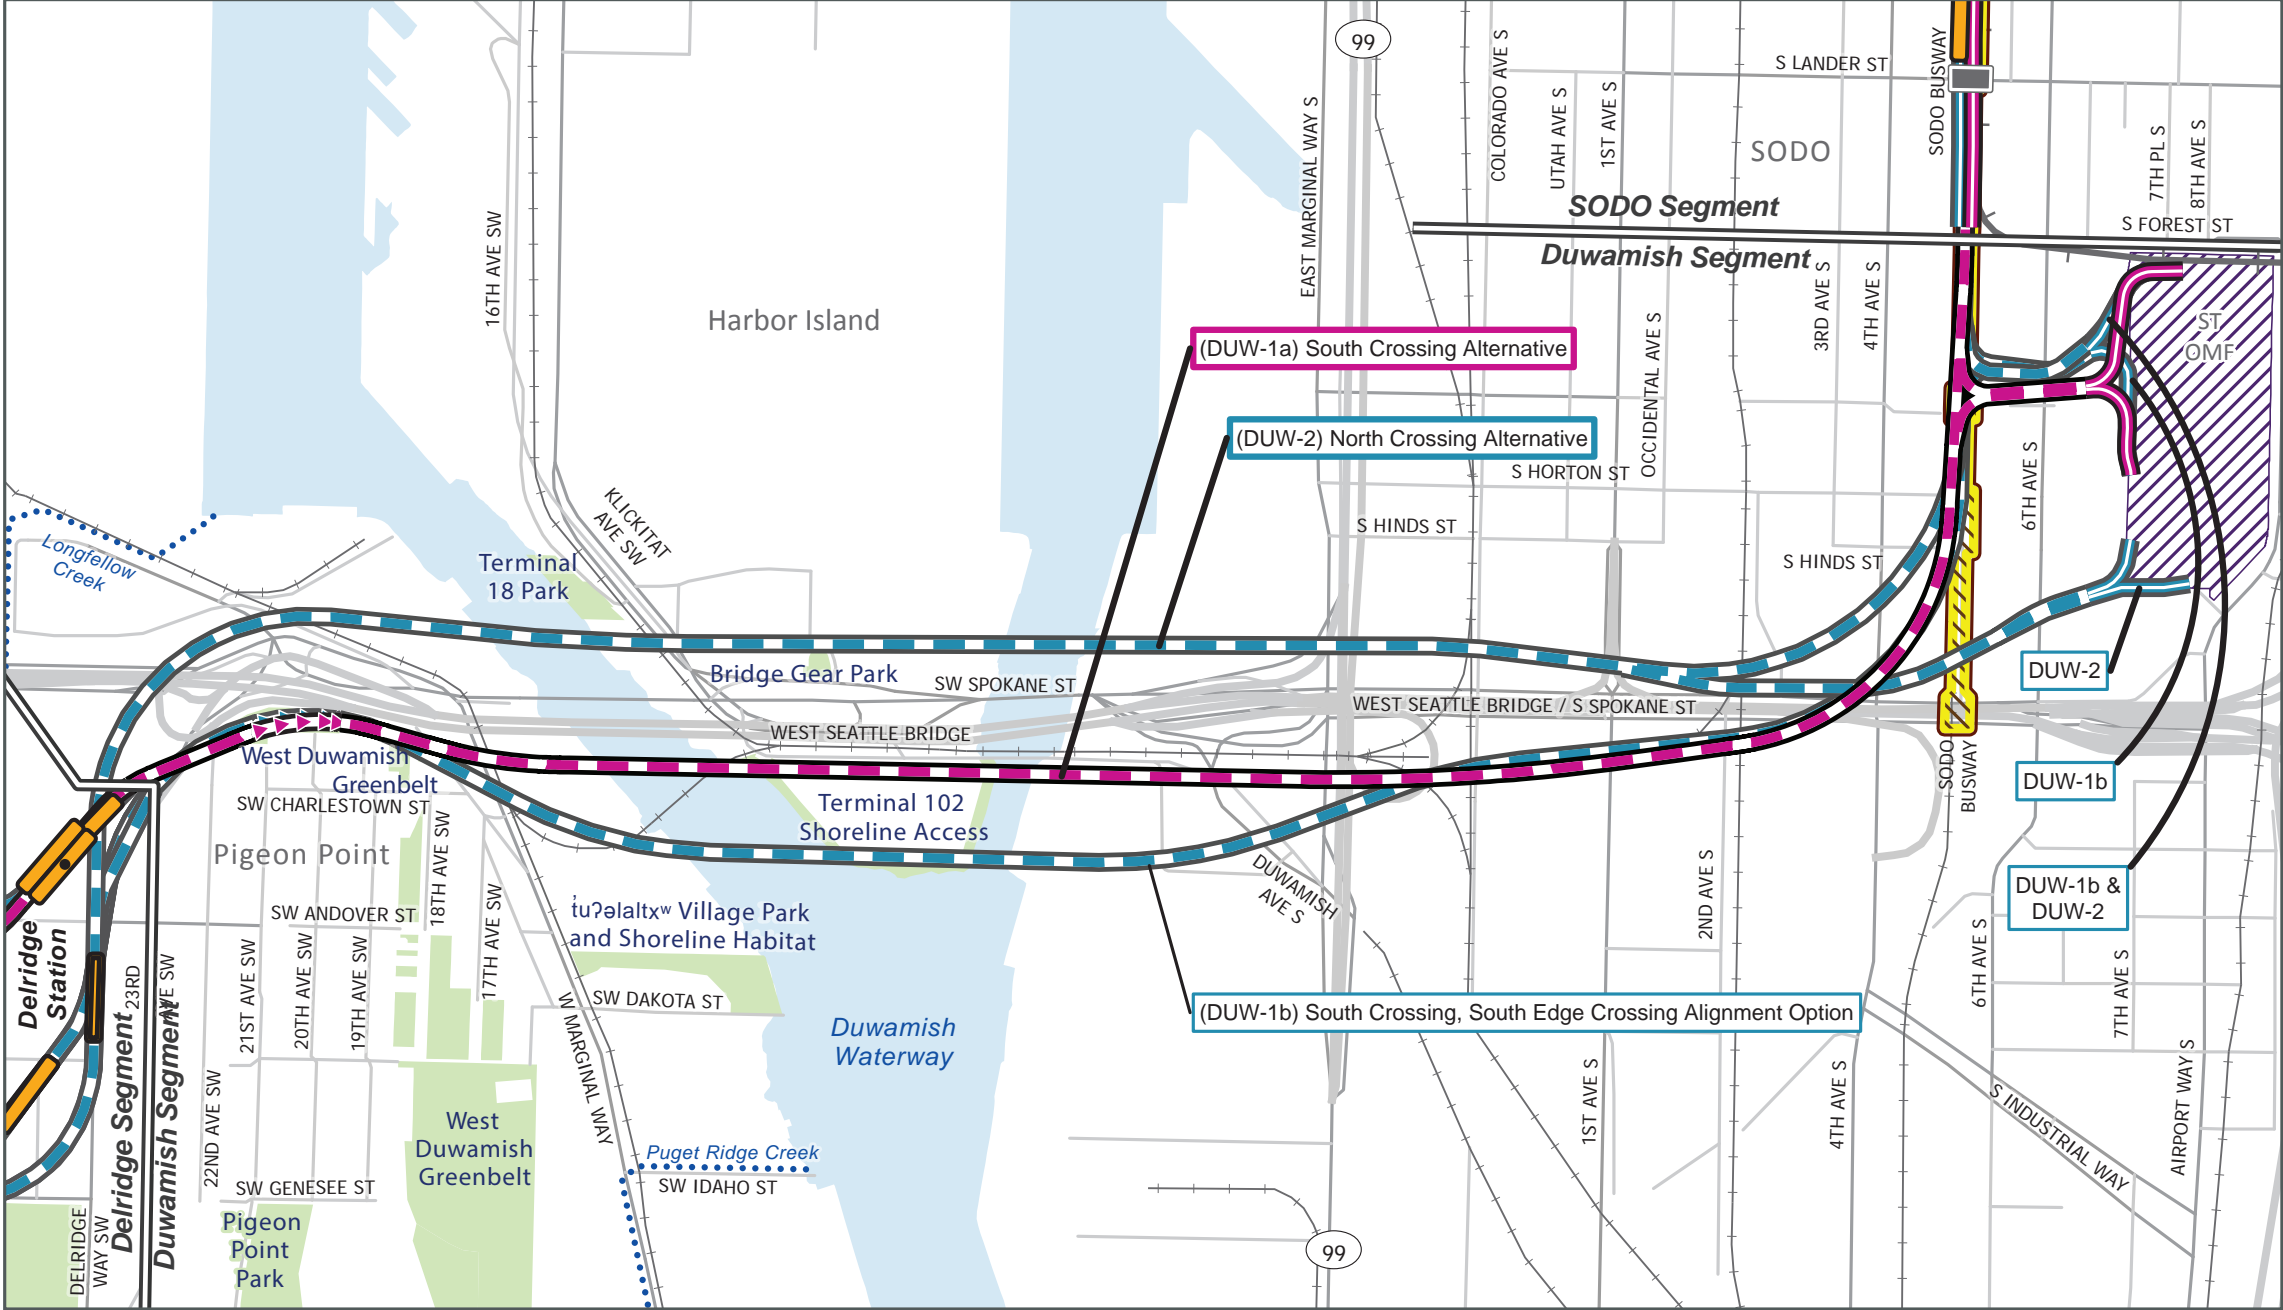 99
COLORADO AVE S
S LANDER ST
SODO BUSWAY
UTAH AVE S
1ST AVE S
EAST MARGINAL WAY S
SODO
7TH PL S
8TH AVE S
SODO Segment
S FOREST ST
Duwamish Segment
16TH AVE SW
Harbor Island
3RD AVE S
4TH AVE S
OCCIDENTAL AVE S
ST
OMF
(DUW-1a) South Crossing Alternative
(DUW-2) North Crossing Alternative
S HORTON ST
6TH AVE S
KLICKITAT
AVE SW
S HINDS ST
S HINDS ST
Longfellow
Creek
Terminal
18 Park
Bridge Gear Park
SW SPOKANE ST
DUW-2
WEST SEATTLE BRIDGE / S SPOKANE ST
WEST SEATTLE BRIDGE
West Duwamish
Greenbelt
SW CHARLESTOWN ST
SODO
BUSWAY
DUW-1b
Terminal 102
Shoreline Access
Pigeon Point
18TH AVE SW
DUWAMISH
AVE S
2ND AVE S
DUW-1b &
DUW-2
SW ANDOVER ST
17TH AVE SW
t̓uʔəlaltxʷ Village Park
and Shoreline Habitat
Delridge
Station
23RD
AVE SW
21ST AVE SW
20TH AVE SW
19TH AVE SW
SW DAKOTA ST
W MARGINAL WAY
(DUW-1b) South Crossing, South Edge Crossing Alignment Option
6TH AVE S
7TH AVE S
Duwamish
Waterway
Delridge Segment
Duwamish Segment
22ND AVE SW
1ST AVE S
4TH AVE S
S INDUSTRIAL WAY
AIRPORT WAY S
West
Duwamish
Greenbelt
Puget Ridge Creek
SW IDAHO ST
SW GENESEE ST
DELRIDGE
WAY SW
Pigeon
Point
Park
99